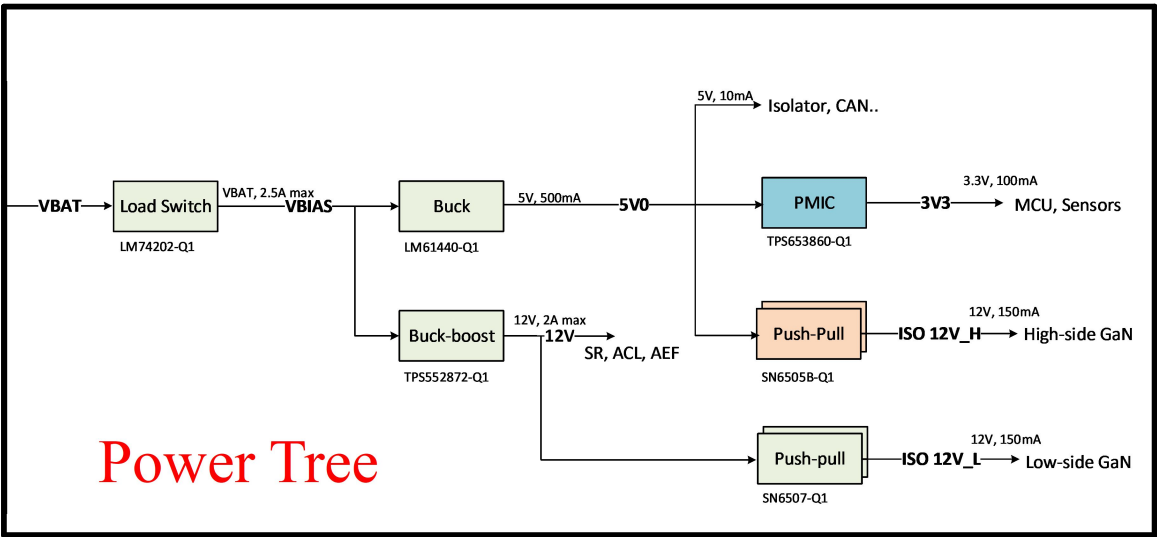 5V, 10mA
Isolator, CAN..
VBAT
Load Switch
LM74202-Q1
VBAT, 2.5A max
VBIAS
Buck
LM61440-Q1
5V, 500mA
5V0
PMIC
TPS653860-Q1
3.3V, 100mA
3V3
MCU, Sensors
Buck-boost
TPS552872-Q1
12V, 2A max
12V
SR, ACL, AEF
Push-Pull
SN6505B-Q1
12V, 150mA
ISO 12V_H
High-side GaN
Power Tree
Push-pull
SN6507-Q1
12V, 150mA
ISO 12V_L
Low-side GaN